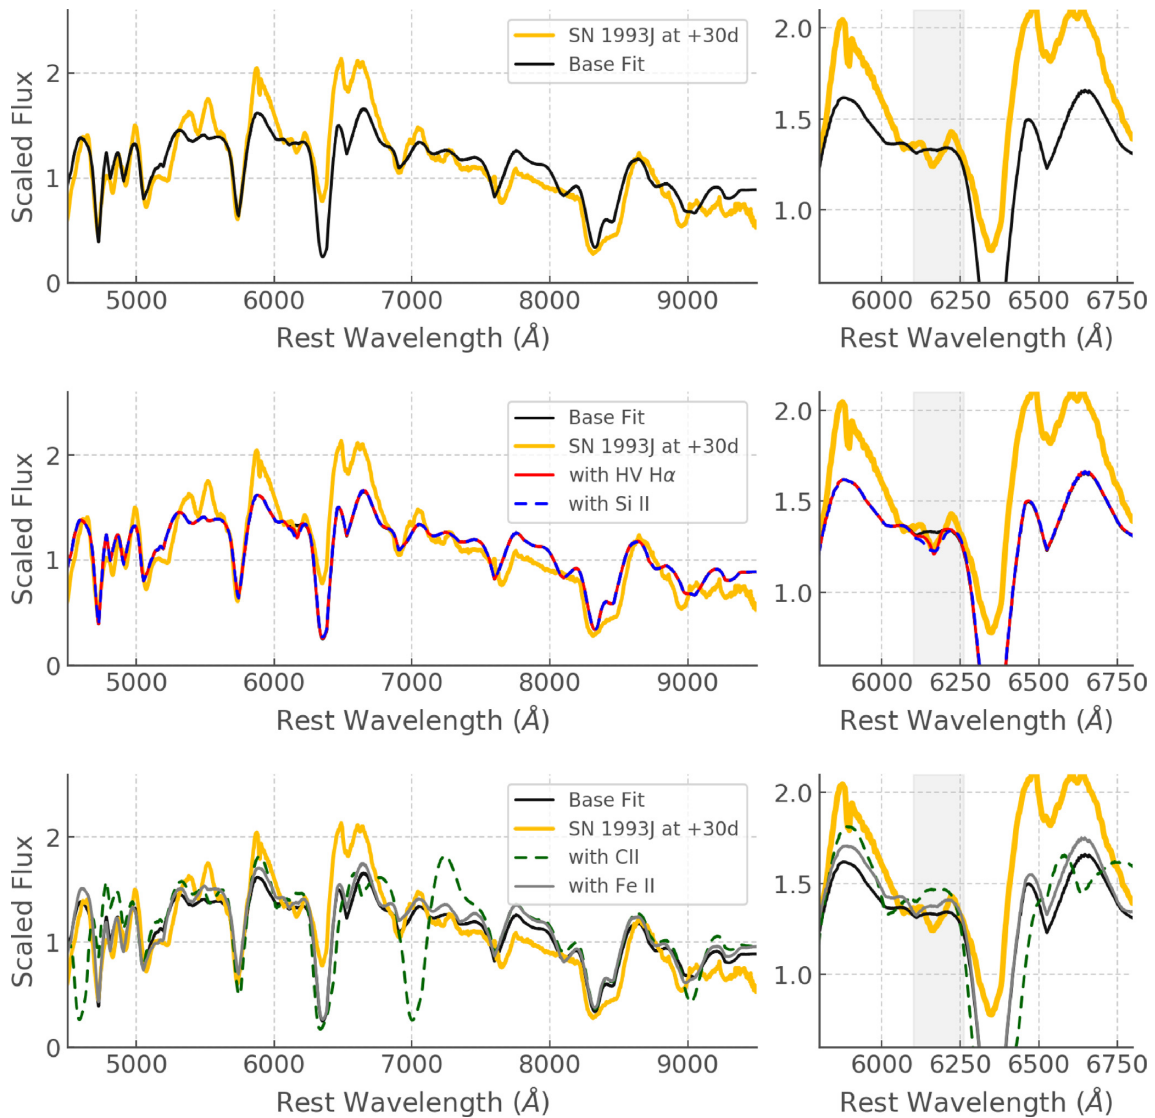 SN 1993J at +30d
Base Fit
Scaled Flux
2
1
0
5000 6000 7000 8000 9000
Rest Wavelength (Å)
2.0
1.5
1.0
6000 6250 6500 6750
Rest Wavelength (Å)
Base Fit
SN 1993J at +30d
with HV Hα
with Si II
Scaled Flux
2
1
0
5000 6000 7000 8000 9000
Rest Wavelength (Å)
2.0
1.5
1.0
6000 6250 6500 6750
Rest Wavelength (Å)
Base Fit
SN 1993J at +30d
with CII
with Fe II
Scaled Flux
2
1
0
5000 6000 7000 8000 9000
Rest Wavelength (Å)
2.0
1.5
1.0
6000 6250 6500 6750
Rest Wavelength (Å)